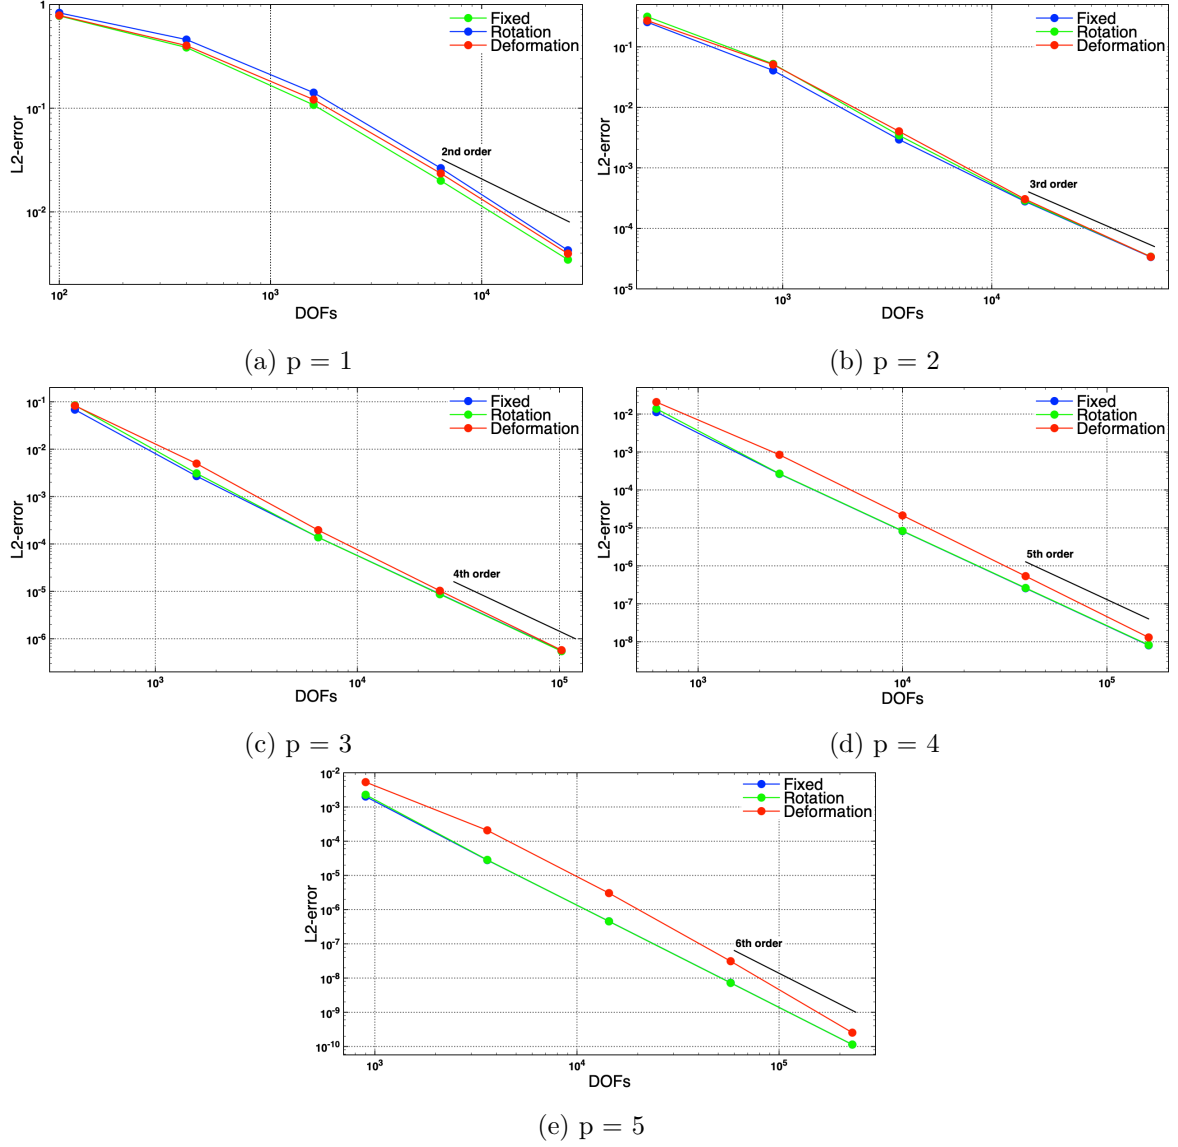 1
10⁻¹
10⁻²
L2-error
Fixed
Rotation
Deformation
2nd order
10² 10³ 10⁴
DOFs
(a) p = 1
10⁻¹
10⁻²
10⁻³
10⁻⁴
10⁻⁵
L2-error
Fixed
Rotation
Deformation
3rd order
10³ 10⁴
DOFs
(b) p = 2
10⁻¹
10⁻²
10⁻³
10⁻⁴
10⁻⁵
10⁻⁶
L2-error
Fixed
Rotation
Deformation
4th order
10³ 10⁴ 10⁵
DOFs
(c) p = 3
10⁻²
10⁻³
10⁻⁴
10⁻⁵
10⁻⁶
10⁻⁷
10⁻⁸
L2-error
Fixed
Rotation
Deformation
5th order
10³ 10⁴ 10⁵
DOFs
(d) p = 4
10⁻²
10⁻³
10⁻⁴
10⁻⁵
10⁻⁶
10⁻⁷
10⁻⁸
10⁻⁹
10⁻¹⁰
L2-error
Fixed
Rotation
Deformation
6th order
10³ 10⁴ 10⁵
DOFs
(e) p = 5